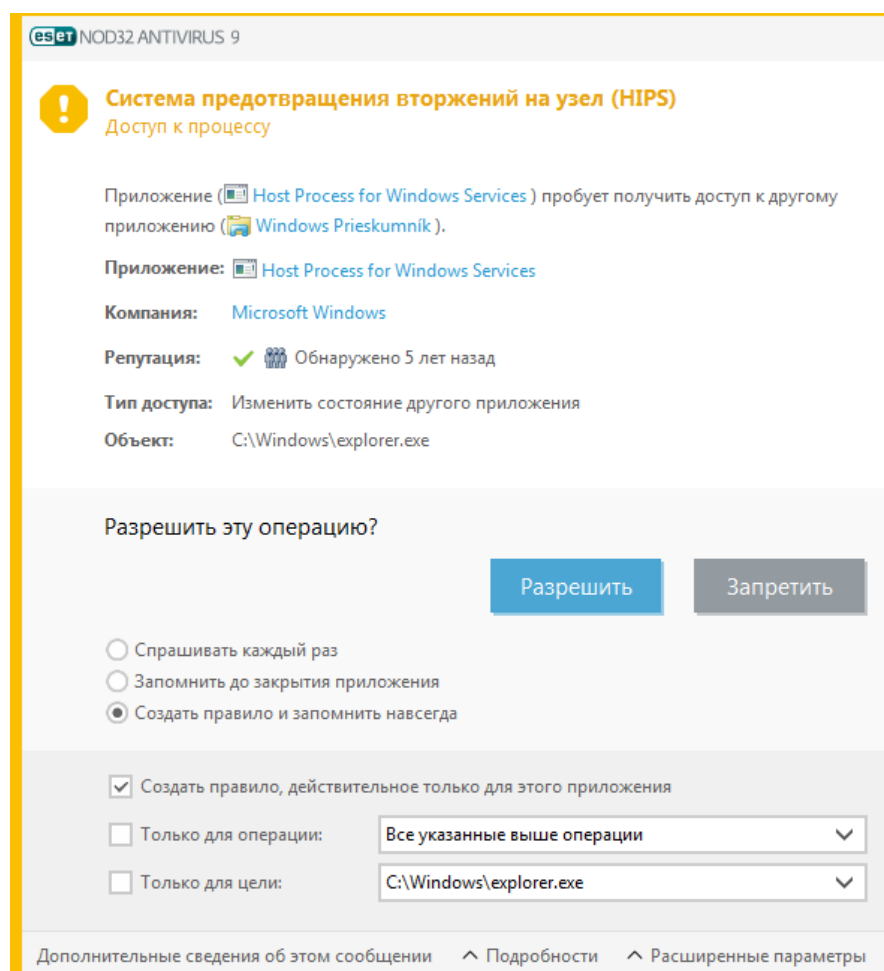 eset NOD32 ANTIVIRUS 9
Система предотвращения вторжений на узел (HIPS)
Доступ к процессу
Приложение ( Host Process for Windows Services ) пробует получить доступ к другому
приложению ( Windows Prieskumník ).
Приложение: Host Process for Windows Services
Компания: Microsoft Windows
Репутация: Обнаружено 5 лет назад
Тип доступа: Изменить состояние другого приложения
Объект: C:\Windows\explorer.exe
Разрешить эту операцию?
Разрешить Запретить
Спрашивать каждый раз
Запомнить до закрытия приложения
Создать правило и запомнить навсегда
Создать правило, действительное только для этого приложения
Только для операции: Все указанные выше операции
Только для цели: C:\Windows\explorer.exe
Дополнительные сведения об этом сообщении Подробности Расширенные параметры